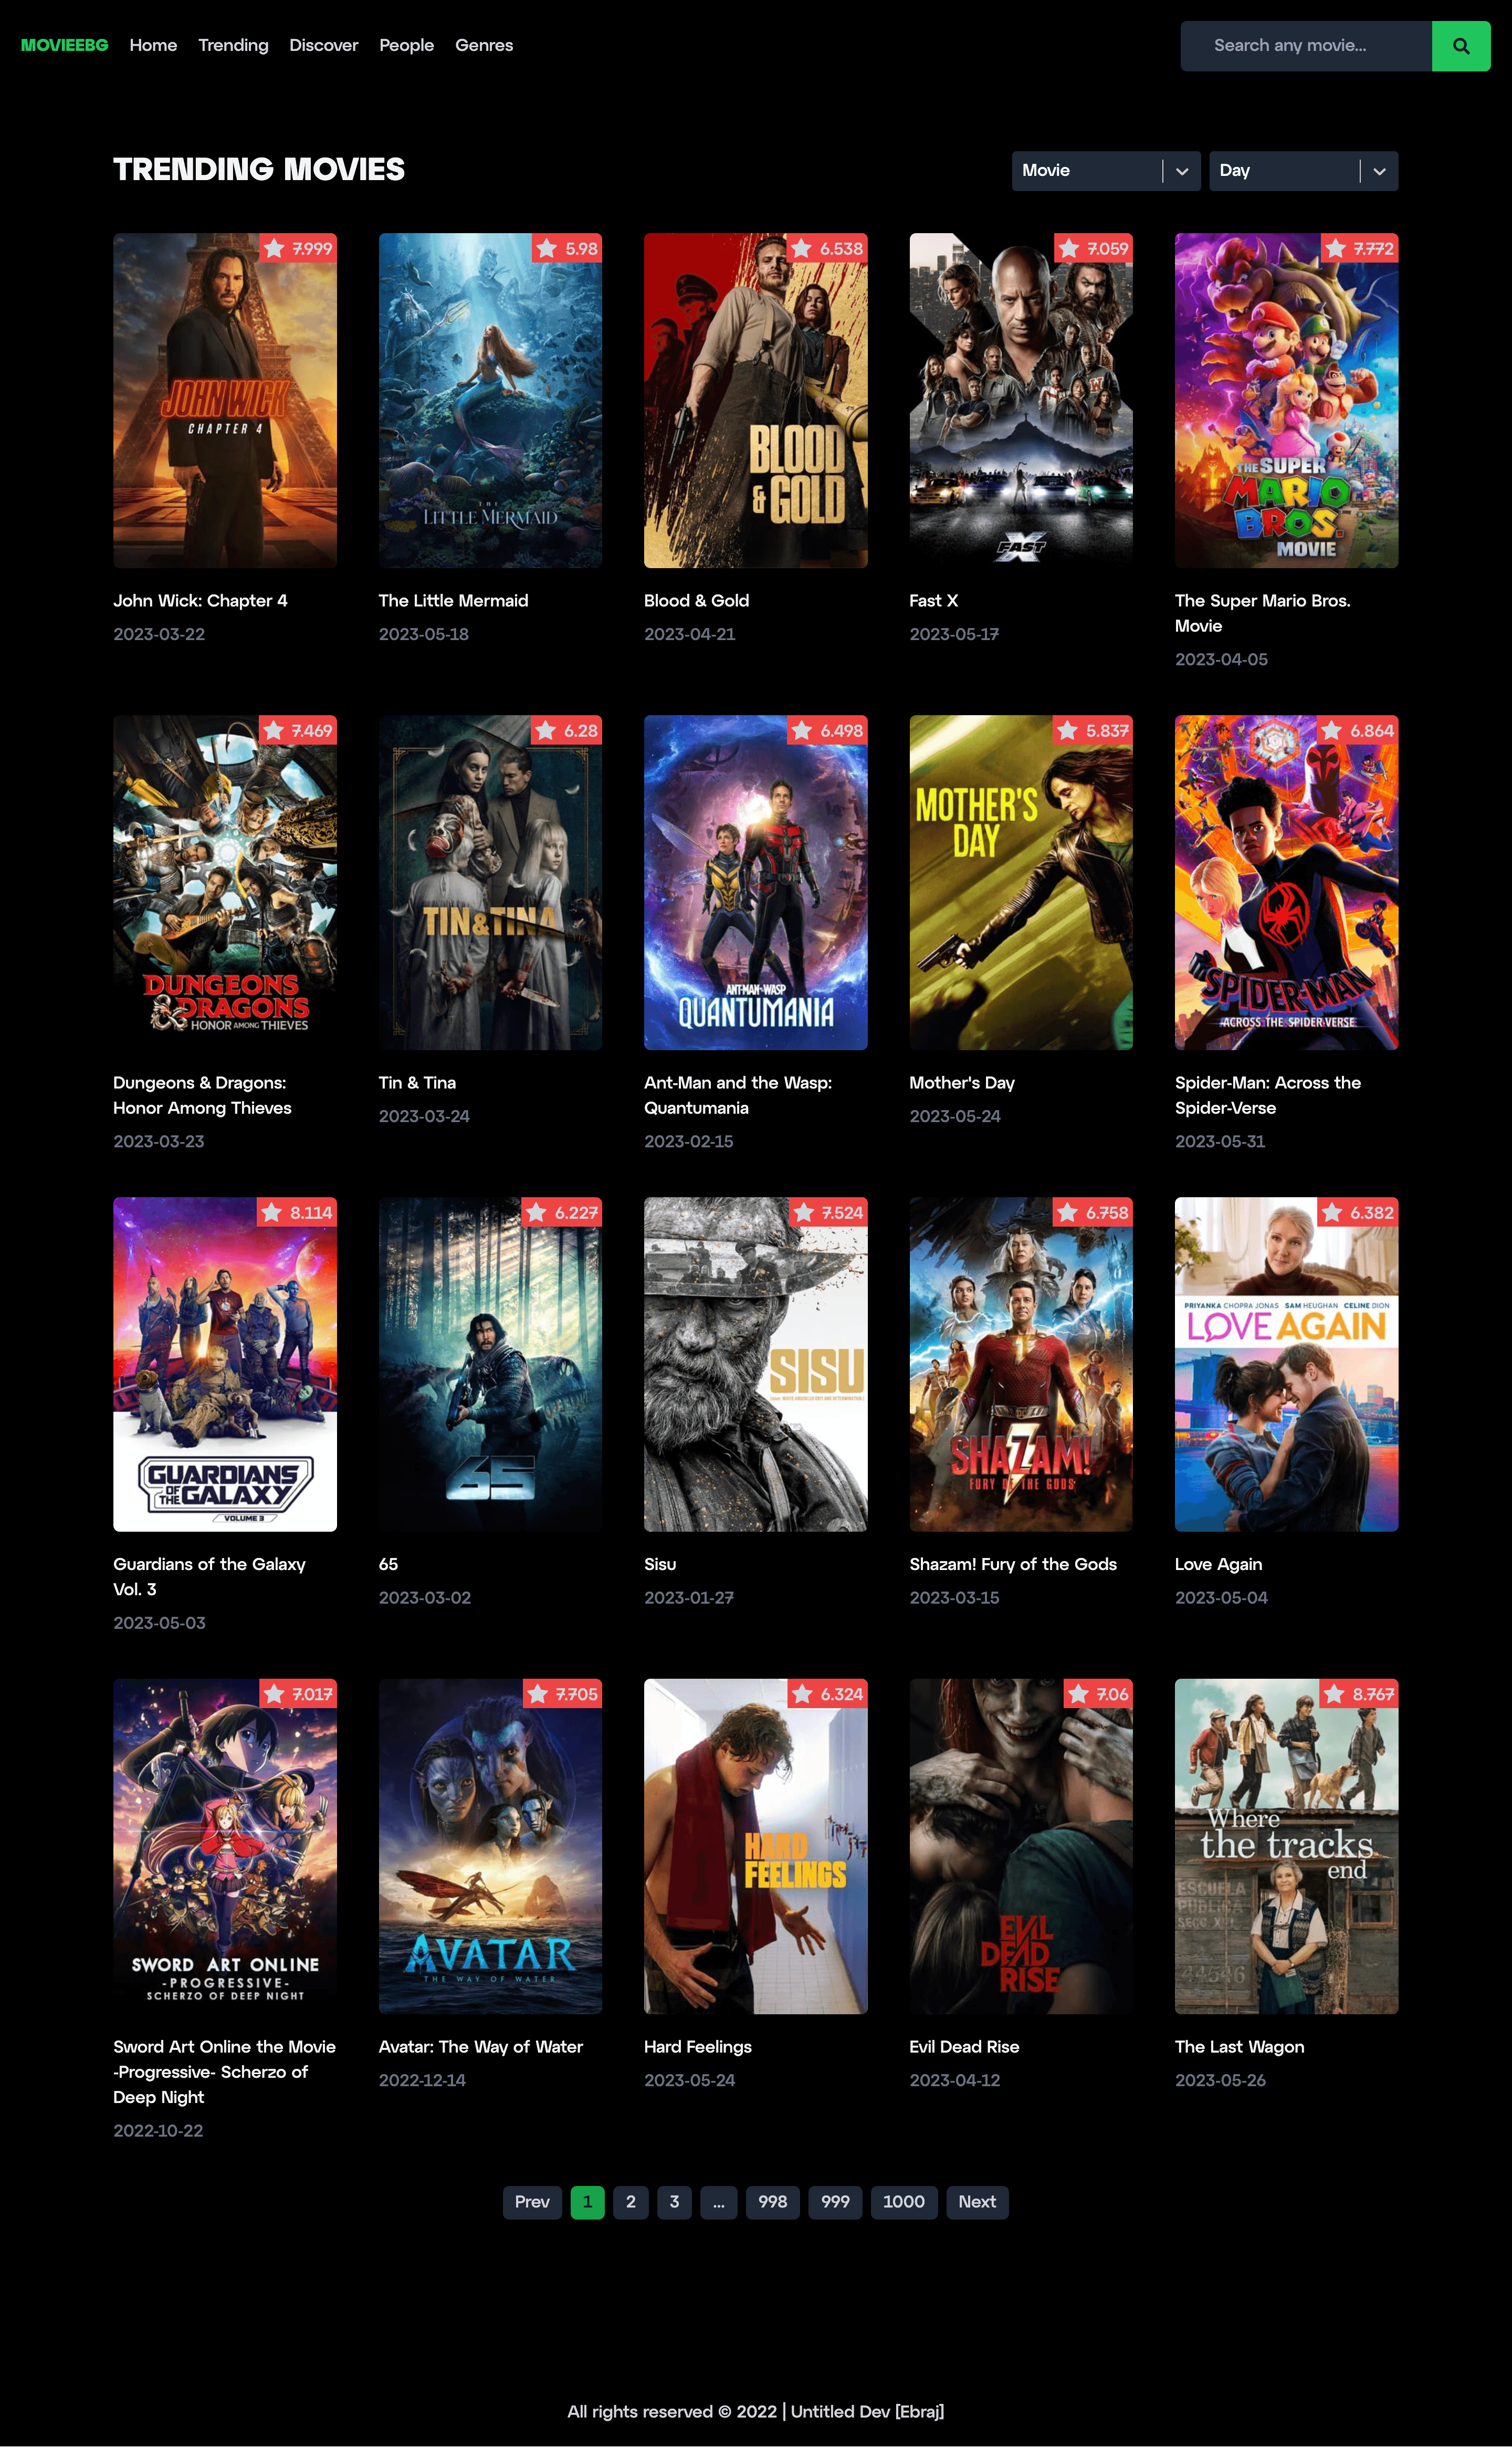 MOVIEEBG Home Trending Discover People Genres Search any movie...
TRENDING MOVIES Movie Day
7.999 5.98 6.538 7.059 7.772
JOHN WICK
CHAPTER 4
THE
LITTLE MERMAID
BLOOD
& GOLD
FAST X
THE SUPER
MARIO
BROS.
MOVIE
John Wick: Chapter 4
2023-03-22
The Little Mermaid
2023-05-18
Blood & Gold
2023-04-21
Fast X
2023-05-17
The Super Mario Bros.
Movie
2023-04-05
7.469 6.28 6.498 5.837 6.864
DUNGEONS
& DRAGONS
HONOR AMONG THIEVES
TIN&TINA
ANT-MAN AND THE WASP
QUANTUMANIA
MOTHER'S
DAY
SPIDER-MAN
ACROSS THE SPIDER-VERSE
Dungeons & Dragons:
Honor Among Thieves
2023-03-23
Tin & Tina
2023-03-24
Ant-Man and the Wasp:
Quantumania
2023-02-15
Mother's Day
2023-05-24
Spider-Man: Across the
Spider-Verse
2023-05-31
8.114 6.227 7.524 6.758 6.382
GUARDIANS
OF THE
GALAXY
VOLUME 3
65
SISU
SHAZAM!
FURY OF THE GODS
PRIYANKA CHOPRA JONAS SAM HEUGHAN CELINE DION
LOVE AGAIN
Guardians of the Galaxy
Vol. 3
2023-05-03
65
2023-03-02
Sisu
2023-01-27
Shazam! Fury of the Gods
2023-03-15
Love Again
2023-05-04
7.017 7.705 6.324 7.06 8.767
SWORD ART ONLINE
-PROGRESSIVE-
SCHERZO OF DEEP NIGHT
AVATAR
THE WAY OF WATER
HARD
FEELINGS
EVIL
DEAD
RISE
Where
the tracks
end
ESCUELA
PUBLICA
44546
Sword Art Online the Movie
-Progressive- Scherzo of
Deep Night
2022-10-22
Avatar: The Way of Water
2022-12-14
Hard Feelings
2023-05-24
Evil Dead Rise
2023-04-12
The Last Wagon
2023-05-26
Prev 1 2 3 ... 998 999 1000 Next
All rights reserved © 2022 | Untitled Dev [Ebraj]